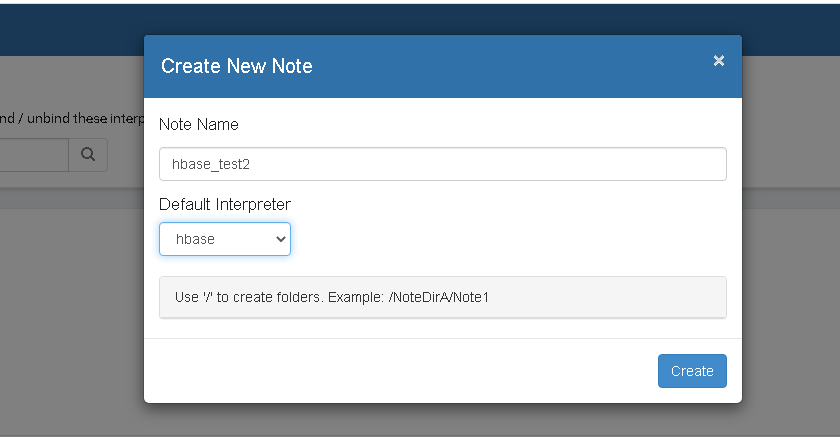 Create New Note
×
nd / unbind these interp
Note Name
hbase_test2
Default Interpreter
hbase
Use '/' to create folders. Example: /NoteDirA/Note1
Create